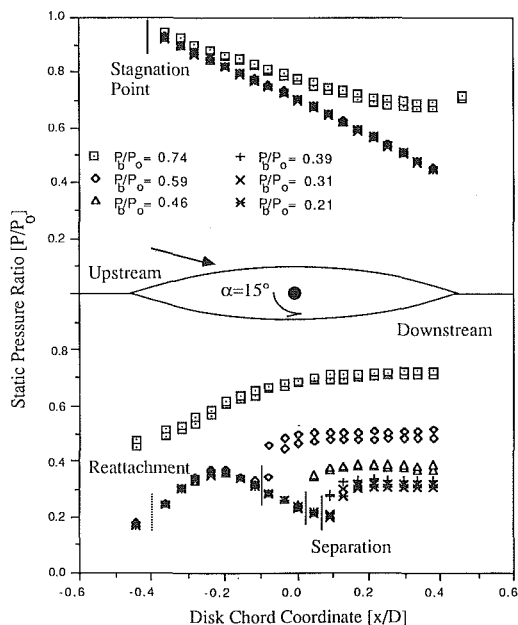 1.0
0.8
Stagnation
Point
0.6
P_b/P_o = 0.74
P_b/P_o = 0.39
P_b/P_o = 0.59
P_b/P_o = 0.31
0.4
P_b/P_o = 0.46
P_b/P_o = 0.21
0.2
0.1
Upstream
α=15°
Downstream
0.8
0.6
0.4
Reattachment
0.2
Separation
0.0
-0.6
-0.4
-0.2
0.0
0.2
0.4
0.6
Disk Chord Coordinate [x/D]
Static Pressure Ratio [P/P_o]